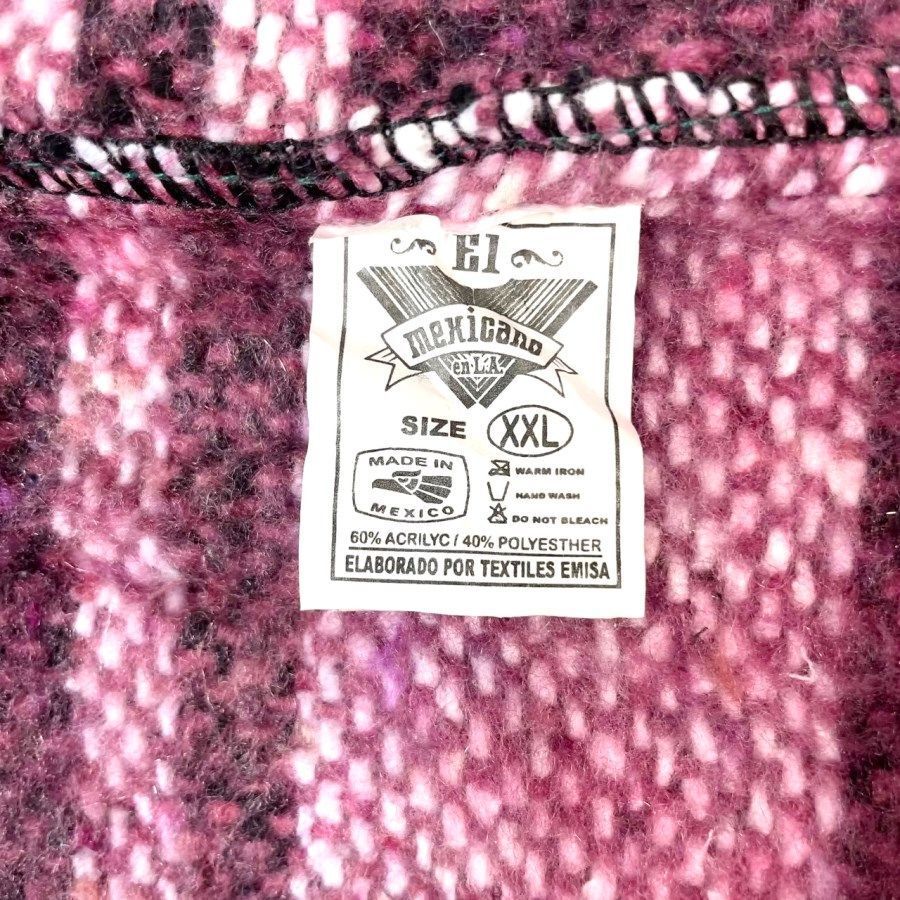 El
Mexicano
en L.A.
SIZE XXL
MADE IN
MEXICO
WARM IRON
HAND WASH
DO NOT BLEACH
60% ACRILYC / 40% POLYESTHER
ELABORADO POR TEXTILES EMISA